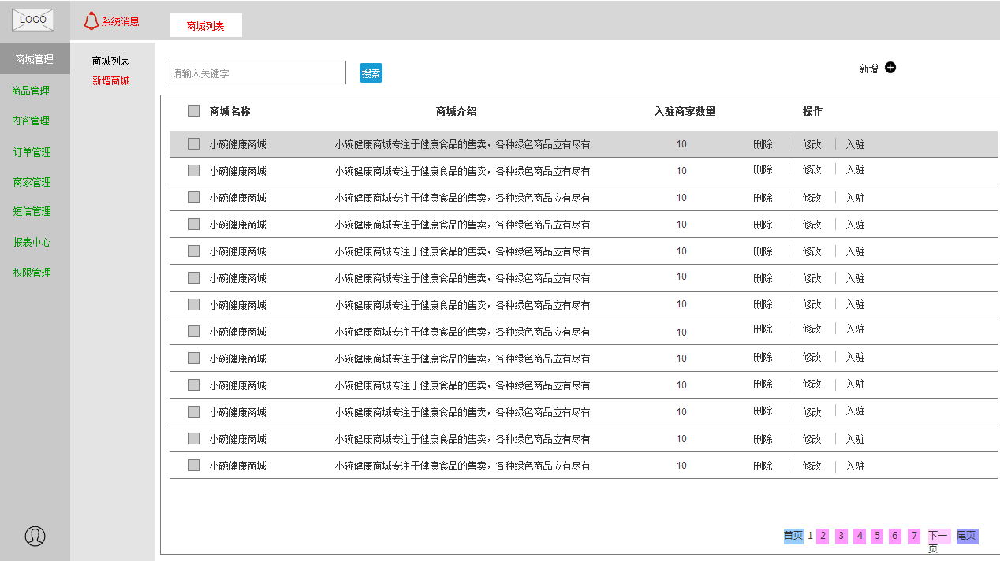 LOGO
系统消息
商城列表
商城管理
商品管理
内容管理
订单管理
商家管理
短信管理
报表中心
权限管理
商城列表
新增商城
请输入关键字 搜索 新增
商城名称 商城介绍 入驻商家数量 操作
小碗健康商城 小碗健康商城专注于健康食品的售卖，各种绿色商品应有尽有 10 删除 修改 入驻
小碗健康商城 小碗健康商城专注于健康食品的售卖，各种绿色商品应有尽有 10 删除 修改 入驻
小碗健康商城 小碗健康商城专注于健康食品的售卖，各种绿色商品应有尽有 10 删除 修改 入驻
小碗健康商城 小碗健康商城专注于健康食品的售卖，各种绿色商品应有尽有 10 删除 修改 入驻
小碗健康商城 小碗健康商城专注于健康食品的售卖，各种绿色商品应有尽有 10 删除 修改 入驻
小碗健康商城 小碗健康商城专注于健康食品的售卖，各种绿色商品应有尽有 10 删除 修改 入驻
小碗健康商城 小碗健康商城专注于健康食品的售卖，各种绿色商品应有尽有 10 删除 修改 入驻
小碗健康商城 小碗健康商城专注于健康食品的售卖，各种绿色商品应有尽有 10 删除 修改 入驻
小碗健康商城 小碗健康商城专注于健康食品的售卖，各种绿色商品应有尽有 10 删除 修改 入驻
小碗健康商城 小碗健康商城专注于健康食品的售卖，各种绿色商品应有尽有 10 删除 修改 入驻
小碗健康商城 小碗健康商城专注于健康食品的售卖，各种绿色商品应有尽有 10 删除 修改 入驻
小碗健康商城 小碗健康商城专注于健康食品的售卖，各种绿色商品应有尽有 10 删除 修改 入驻
小碗健康商城 小碗健康商城专注于健康食品的售卖，各种绿色商品应有尽有 10 删除 修改 入驻
首页 1 2 3 4 5 6 7 下一页 尾页